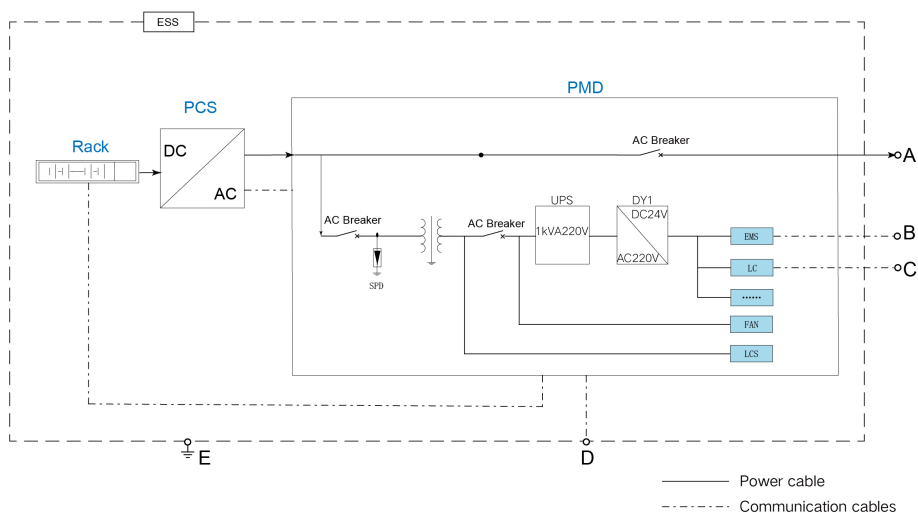 ESS
PMD
PCS
Rack
DC
AC
AC Breaker
A
AC Breaker
SPD
AC Breaker
UPS
1kVA220V
DY1
DC24V
AC220V
EMS
B
LC
C
••••••
FAN
LCS
E
D
Power cable
Communication cables